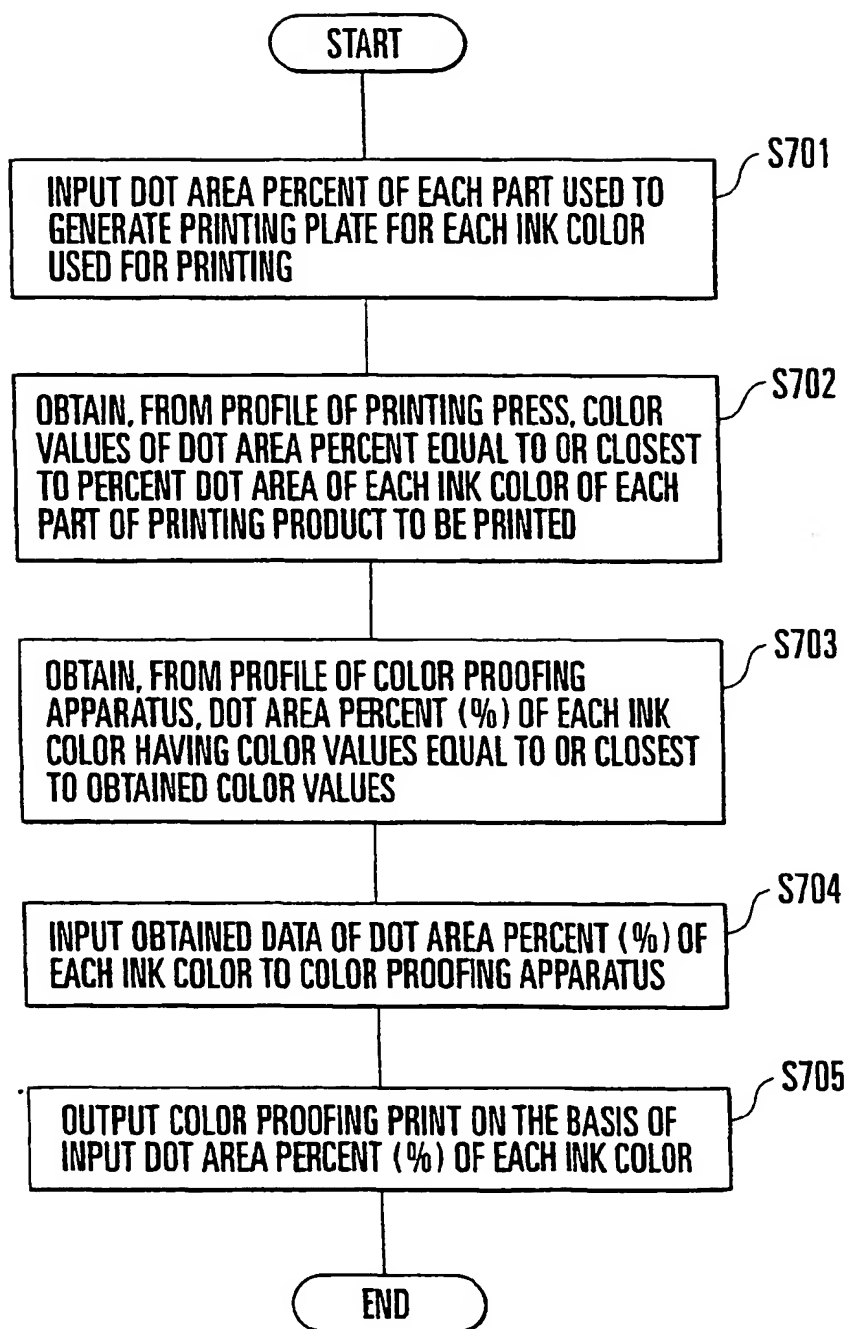 START
S701
INPUT DOT AREA PERCENT OF EACH PART USED TO
GENERATE PRINTING PLATE FOR EACH INK COLOR
USED FOR PRINTING
S702
OBTAIN, FROM PROFILE OF PRINTING PRESS, COLOR
VALUES OF DOT AREA PERCENT EQUAL TO OR CLOSEST
TO PERCENT DOT AREA OF EACH INK COLOR OF EACH
PART OF PRINTING PRODUCT TO BE PRINTED
S703
OBTAIN, FROM PROFILE OF COLOR PROOFING
APPARATUS, DOT AREA PERCENT (%) OF EACH INK
COLOR HAVING COLOR VALUES EQUAL TO OR CLOSEST
TO OBTAINED COLOR VALUES
S704
INPUT OBTAINED DATA OF DOT AREA PERCENT (%) OF
EACH INK COLOR TO COLOR PROOFING APPARATUS
S705
OUTPUT COLOR PROOFING PRINT ON THE BASIS OF
INPUT DOT AREA PERCENT (%) OF EACH INK COLOR
END